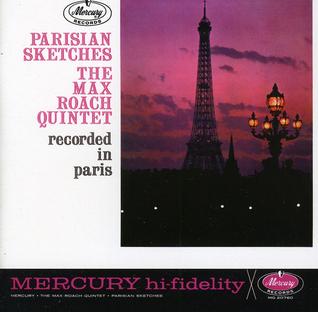 Mercury
RECORDS
PARISIAN
SKETCHES
THE
MAX
ROACH
QUINTET
recorded
in
paris
MERCURY hi-fidelity
Mercury
RECORDS
MERCURY • THE MAX ROACH QUINTET • PARISIAN SKETCHES
MG 20760